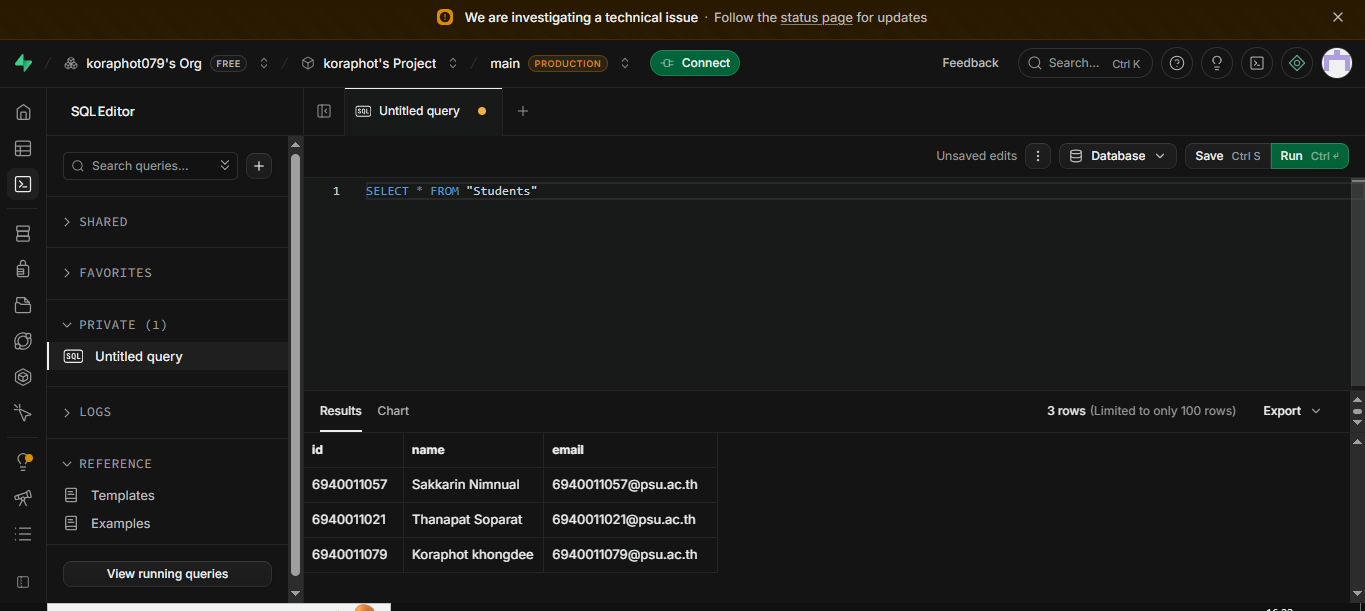 We are investigating a technical issue · Follow the status page for updates
koraphot079's Org FREE koraphot's Project main PRODUCTION Connect Feedback Search... Ctrl K
SQL Editor
SQL Untitled query
Search queries...
Unsaved edits Database Save Ctrl S Run Ctrl ↵
1 SELECT * FROM "Students"
SHARED
FAVORITES
PRIVATE (1)
SQL Untitled query
LOGS
REFERENCE
Templates
Examples
View running queries
Results Chart 3 rows (Limited to only 100 rows) Export
id name email
6940011057 Sakkarin Nimnual 6940011057@psu.ac.th
6940011021 Thanapat Soparat 6940011021@psu.ac.th
6940011079 Koraphot khongdee 6940011079@psu.ac.th